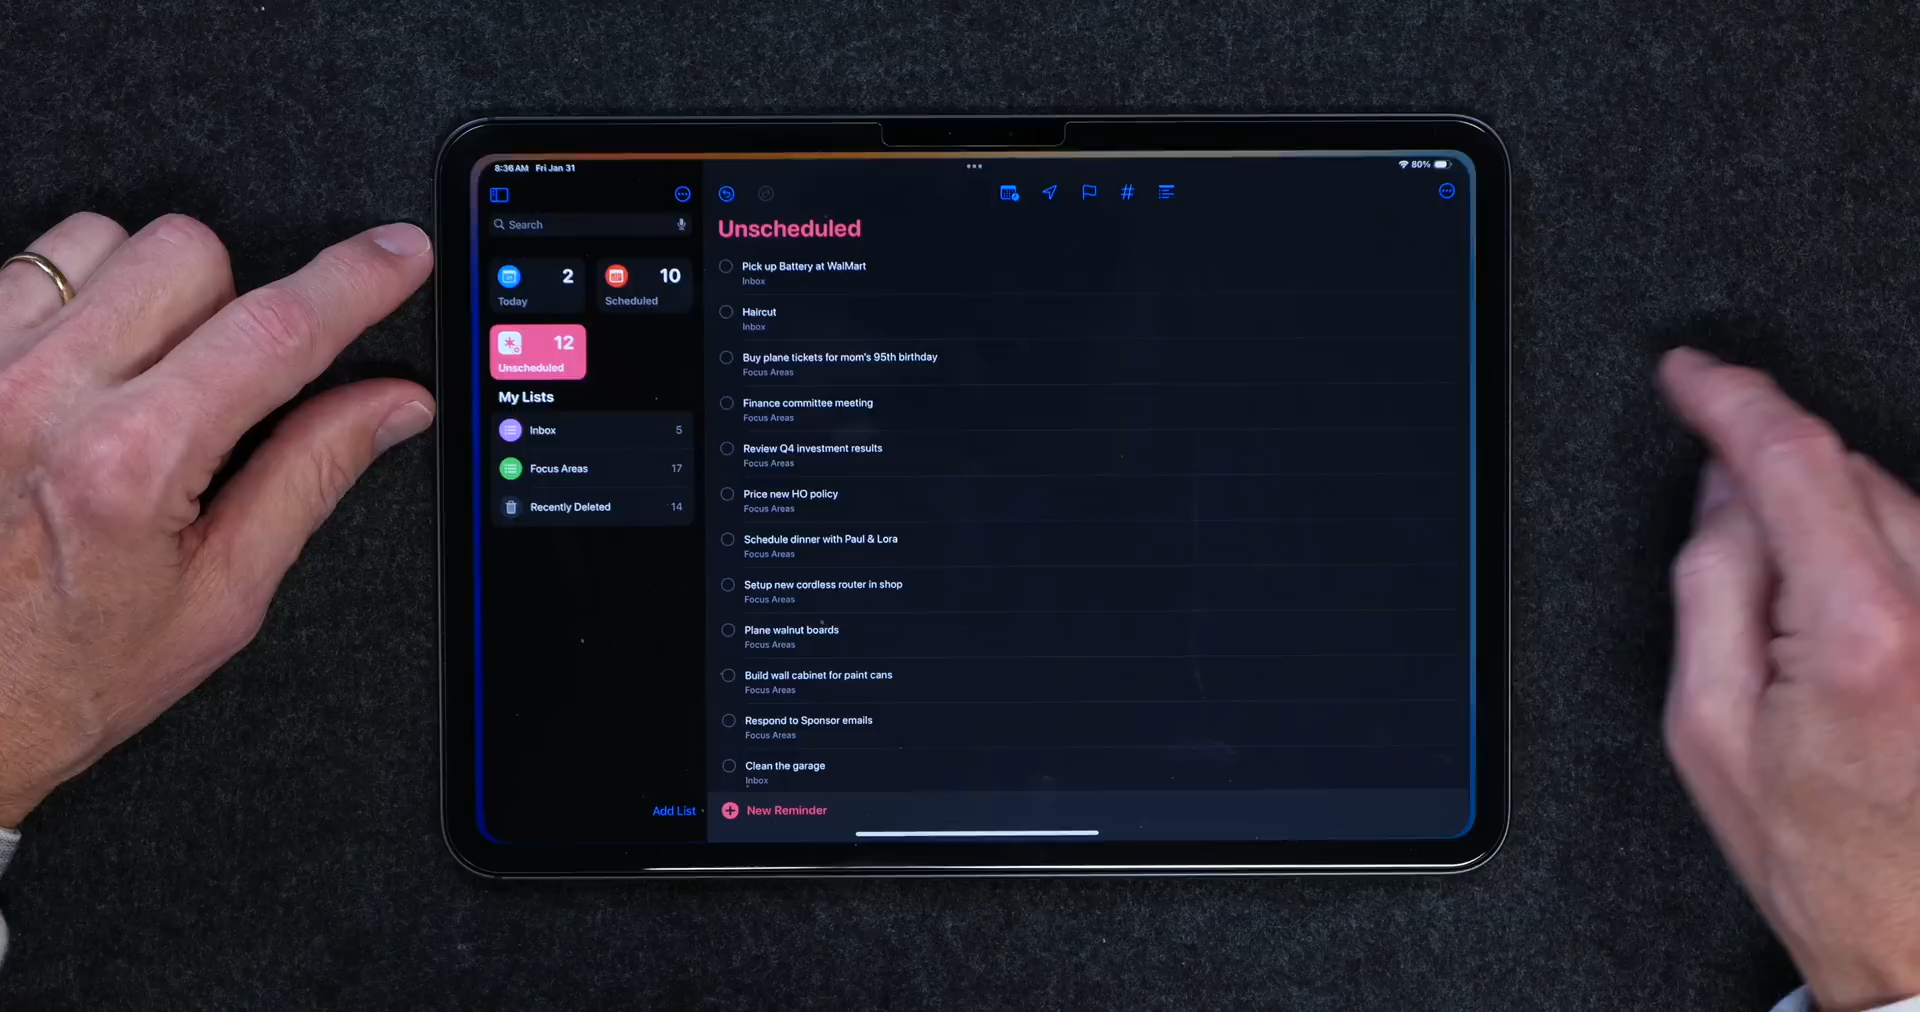 8:36 AM Fri Jan 31
80%
Search
2
Today
10
Scheduled
12
Unscheduled
My Lists
Inbox 5
Focus Areas 17
Recently Deleted 14
Add List
Unscheduled
Pick up Battery at WalMart
Inbox
Haircut
Inbox
Buy plane tickets for mom's 95th birthday
Focus Areas
Finance committee meeting
Focus Areas
Review Q4 investment results
Focus Areas
Price new HO policy
Focus Areas
Schedule dinner with Paul & Lora
Focus Areas
Setup new cordless router in shop
Focus Areas
Plane walnut boards
Focus Areas
Build wall cabinet for paint cans
Focus Areas
Respond to Sponsor emails
Focus Areas
Clean the garage
Inbox
New Reminder